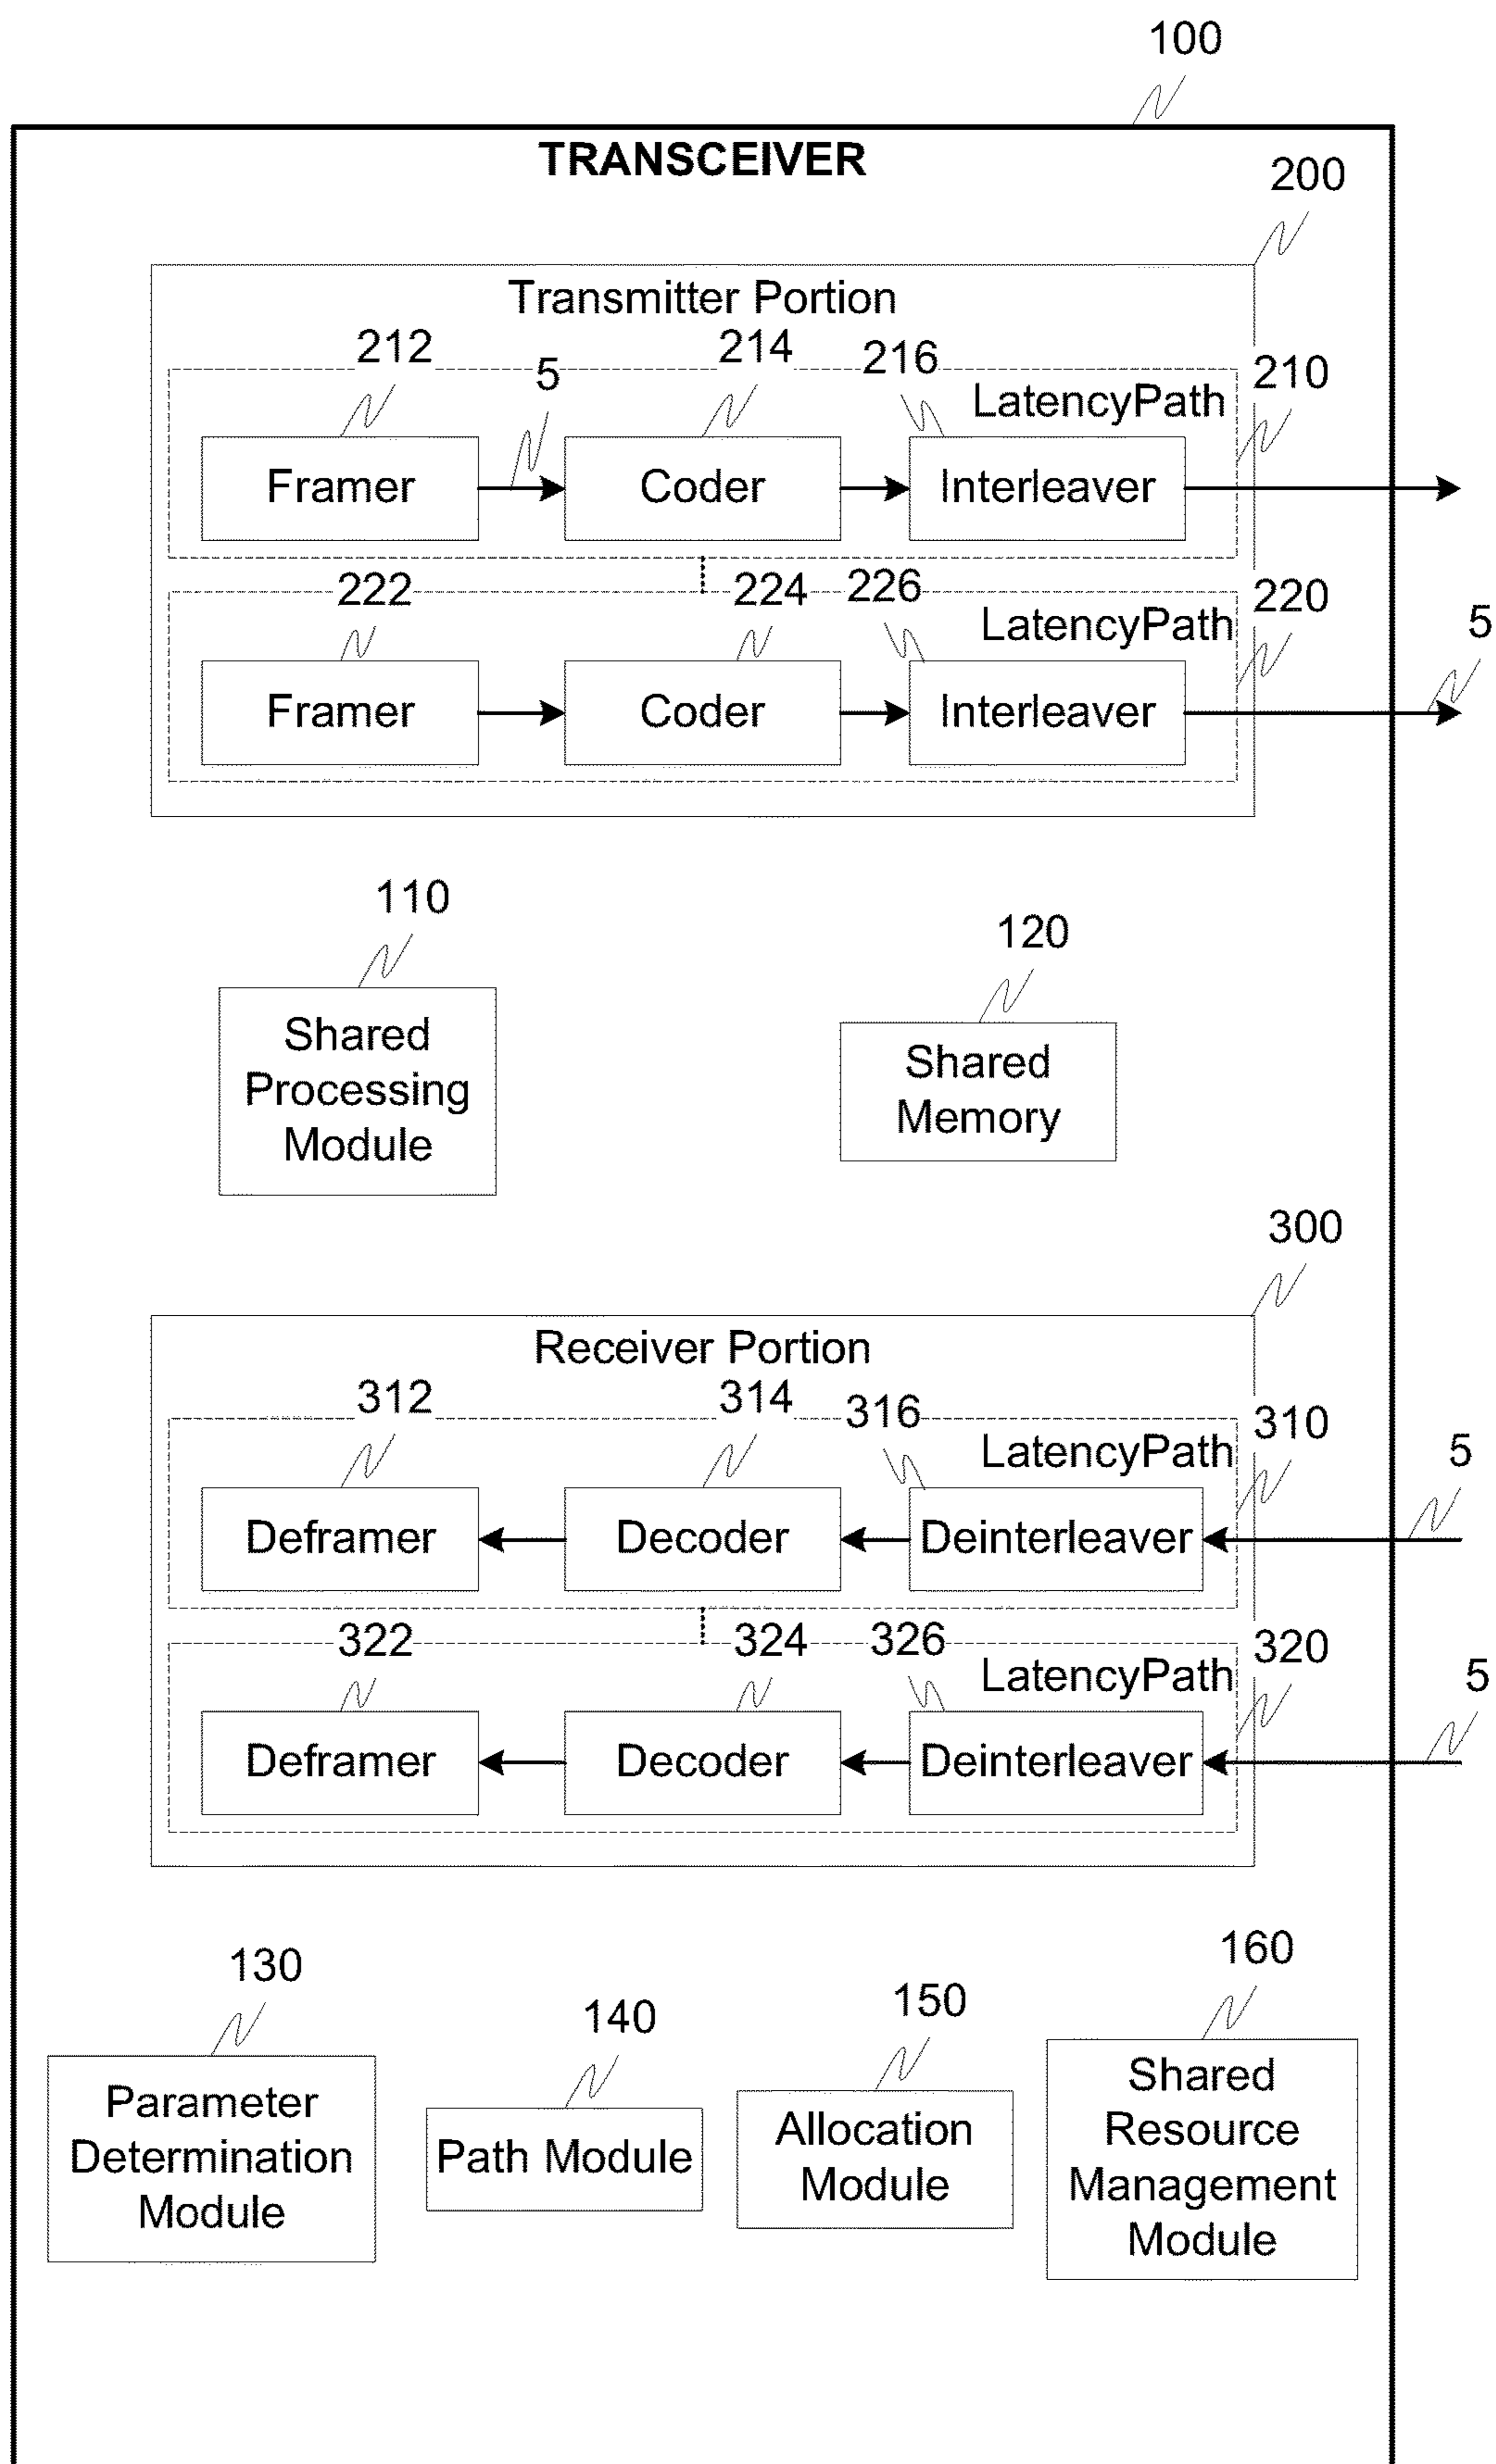 100
TRANSCEIVER
200
Transmitter Portion
212
5
214
216
210
LatencyPath
Framer
Coder
Interleaver
222
224
226
220
LatencyPath
5
Framer
Coder
Interleaver
110
120
Shared
Processing
Module
Shared
Memory
300
Receiver Portion
312
314
316
310
LatencyPath
5
Deframer
Decoder
Deinterleaver
322
324
326
320
LatencyPath
5
Deframer
Decoder
Deinterleaver
130
140
150
160
Parameter
Determination
Module
Path Module
Allocation
Module
Shared
Resource
Management
Module